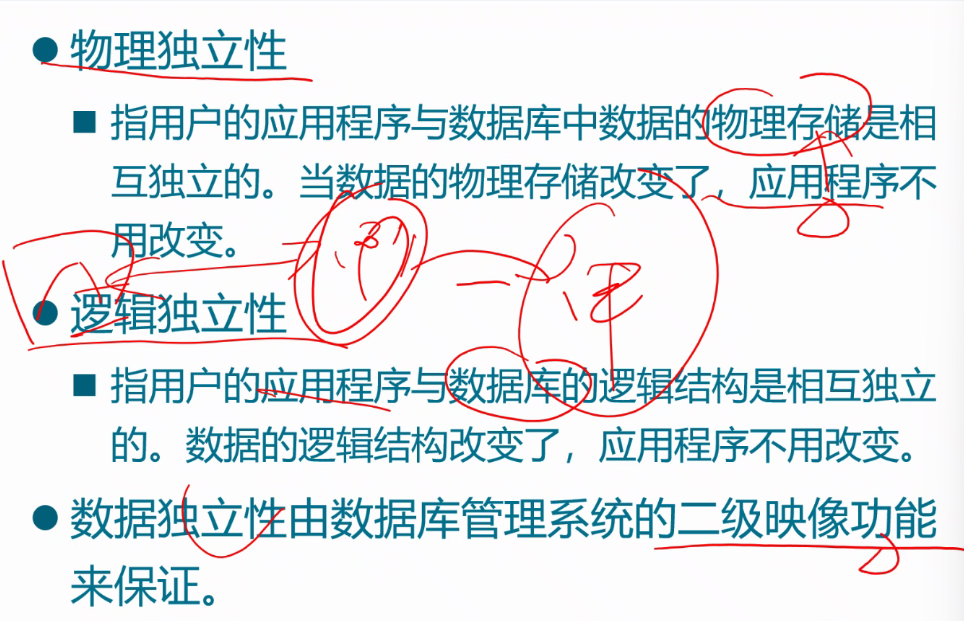 物理独立性
指用户的应用程序与数据库中数据的物理存储是相
互独立的。当数据的物理存储改变了，应用程序不
用改变。
逻辑独立性
指用户的应用程序与数据库的逻辑结构是相互独立
的。数据的逻辑结构改变了，应用程序不用改变。
数据独立性由数据库管理系统的二级映像功能
来保证。